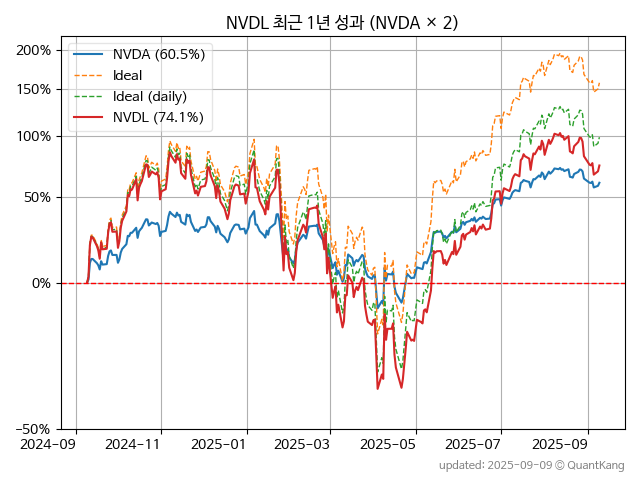 NVDL 최근 1년 성과 (NVDA × 2)
NVDA (60.5%)
Ideal
Ideal (daily)
NVDL (74.1%)
200%
150%
100%
50%
0%
−50%
2024-09
2024-11
2025-01
2025-03
2025-05
2025-07
2025-09
updated: 2025-09-09 © QuantKang